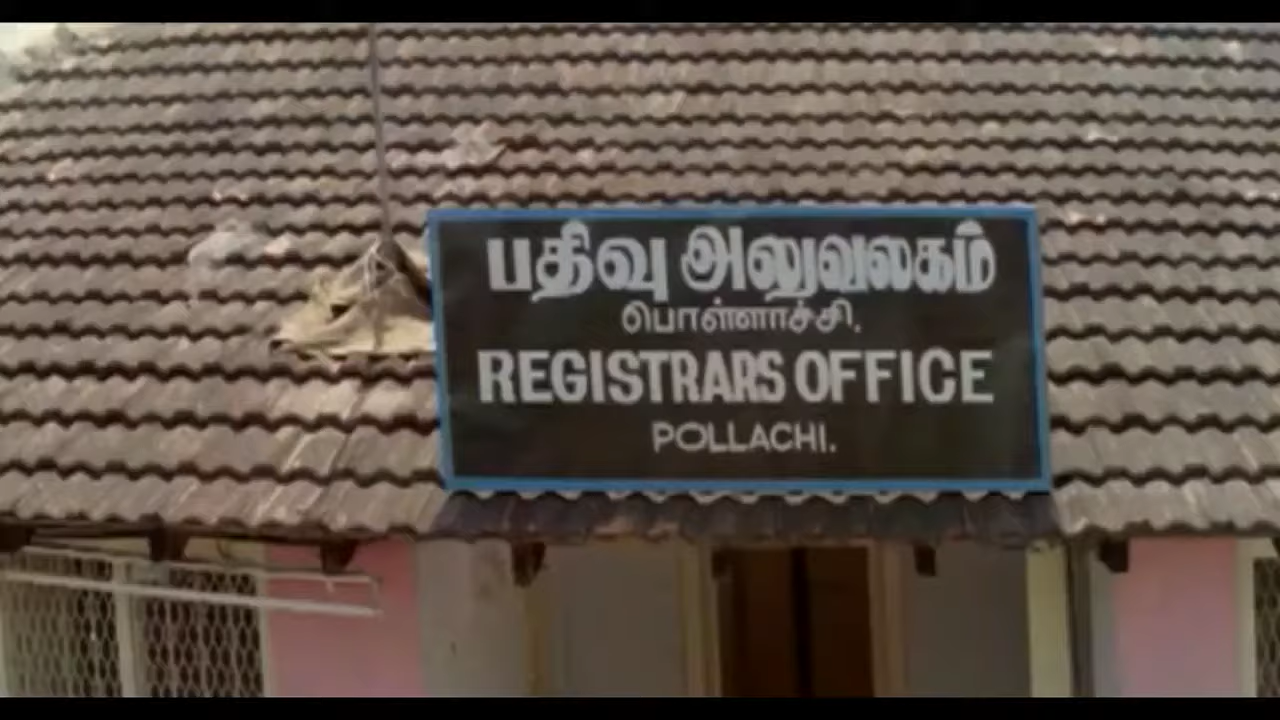 பதிவு அலுவலகம்
பொள்ளாச்சி.
REGISTRARS OFFICE
POLLACHI.